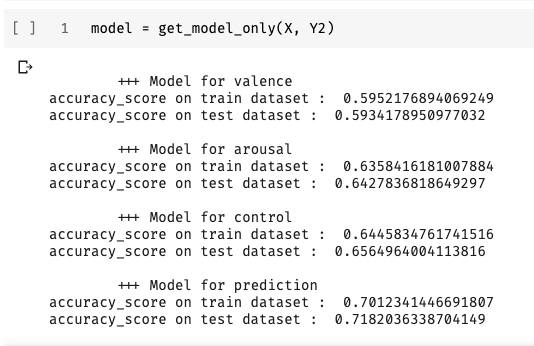 [ ] 1 model = get_model_only(X, Y2)
+++ Model for valence
accuracy_score on train dataset : 0.5952176894069249
accuracy_score on test dataset : 0.5934178950977032
+++ Model for arousal
accuracy_score on train dataset : 0.6358416181007884
accuracy_score on test dataset : 0.6427836818649297
+++ Model for control
accuracy_score on train dataset : 0.6445834761741516
accuracy_score on test dataset : 0.6564964004113816
+++ Model for prediction
accuracy_score on train dataset : 0.7012341446691807
accuracy_score on test dataset : 0.7182036338704149